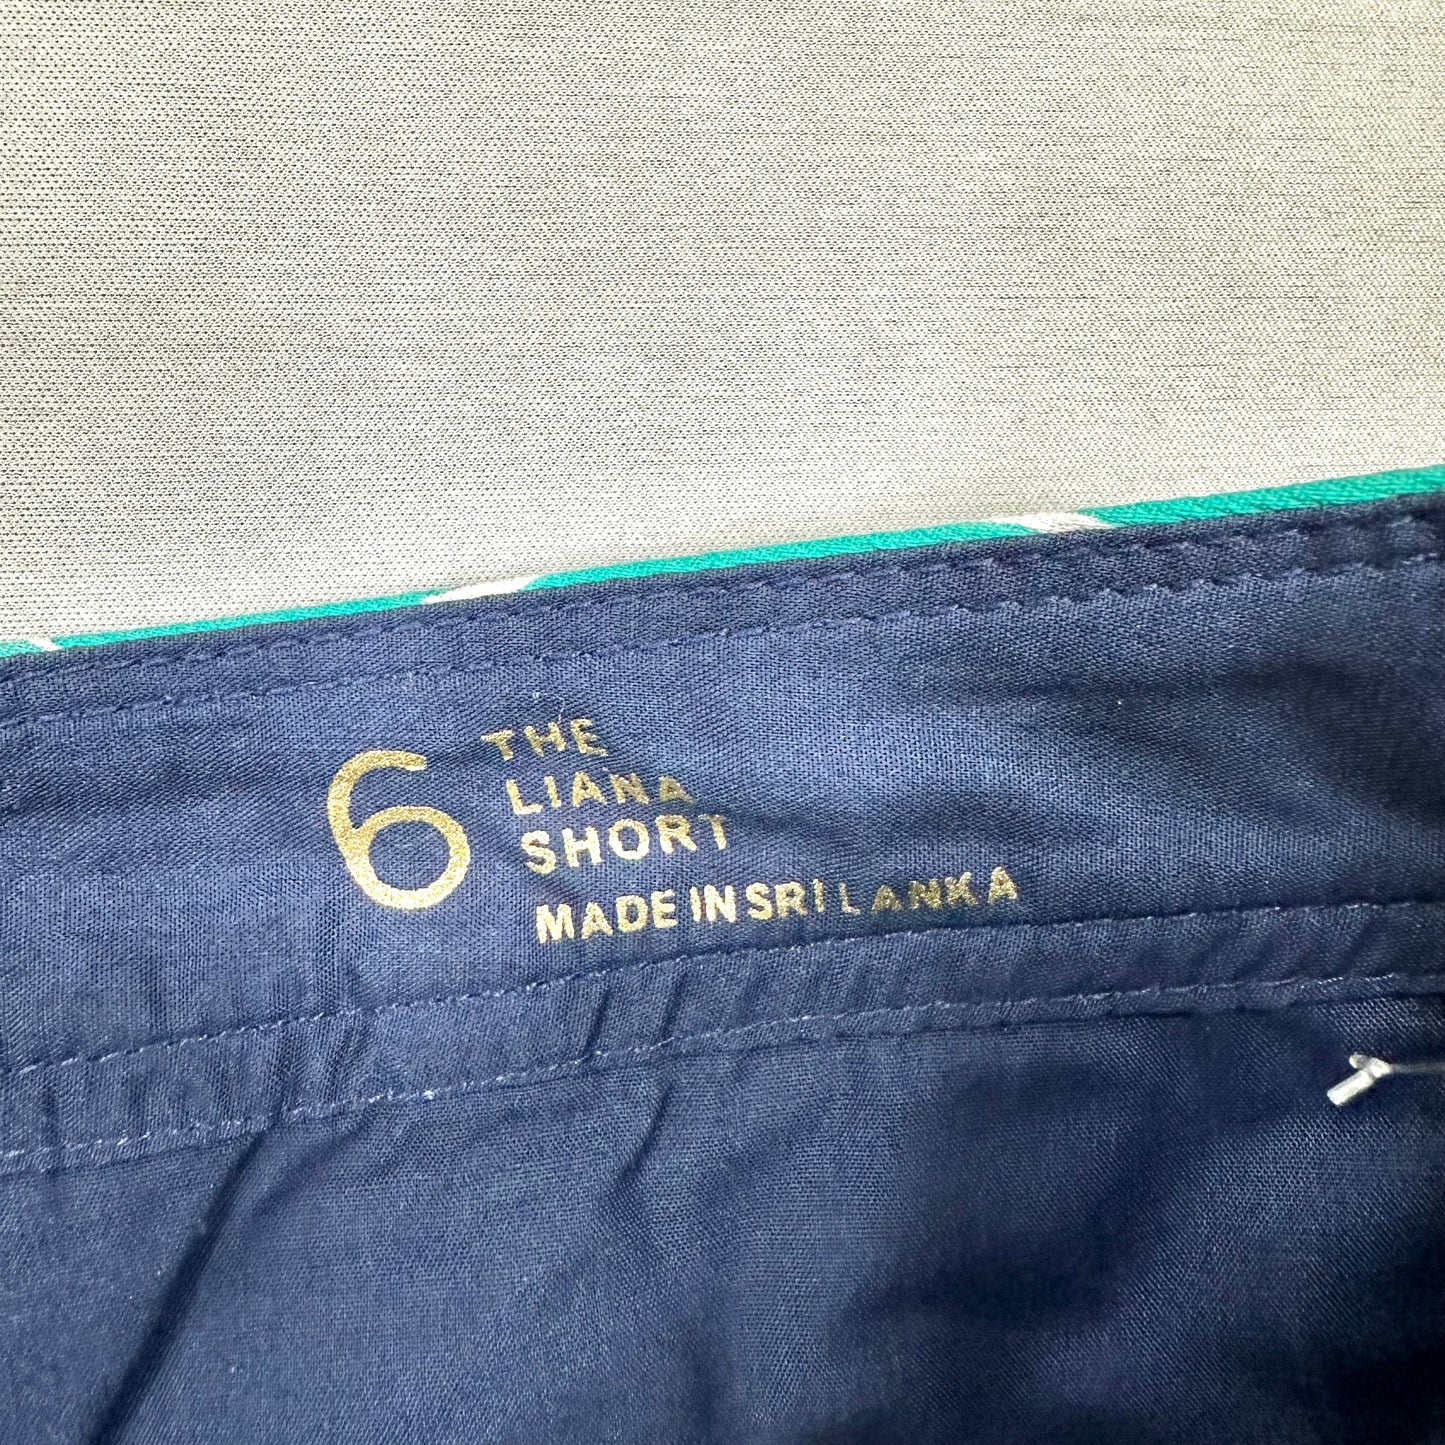 6
THE
LIANA
SHORT
MADE IN SRI LANKA